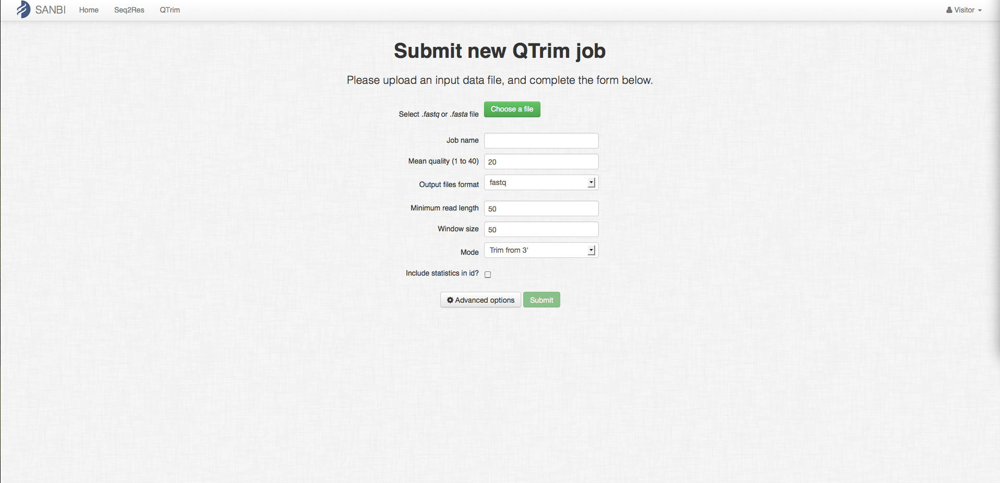 SANBI Home Seq2Res QTrim Visitor
Submit new QTrim job
Please upload an input data file, and complete the form below.
Select .fastq or .fasta file Choose a file
Job name
Mean quality (1 to 40) 20
Output files format fastq
Minimum read length 50
Window size 50
Mode Trim from 3'
Include statistics in id?
Advanced options Submit